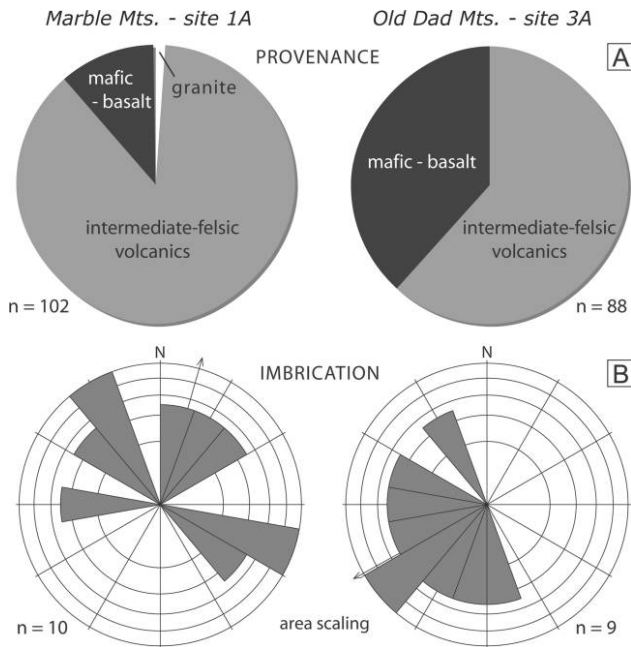 Marble Mts. - site 1A
Old Dad Mts. - site 3A
PROVENANCE
A
mafic
- basalt
granite
intermediate-felsic
volcanics
n = 102
mafic - basalt
intermediate-felsic
volcanics
n = 88
N
IMBRICATION
N
B
n = 10
area scaling
n = 9